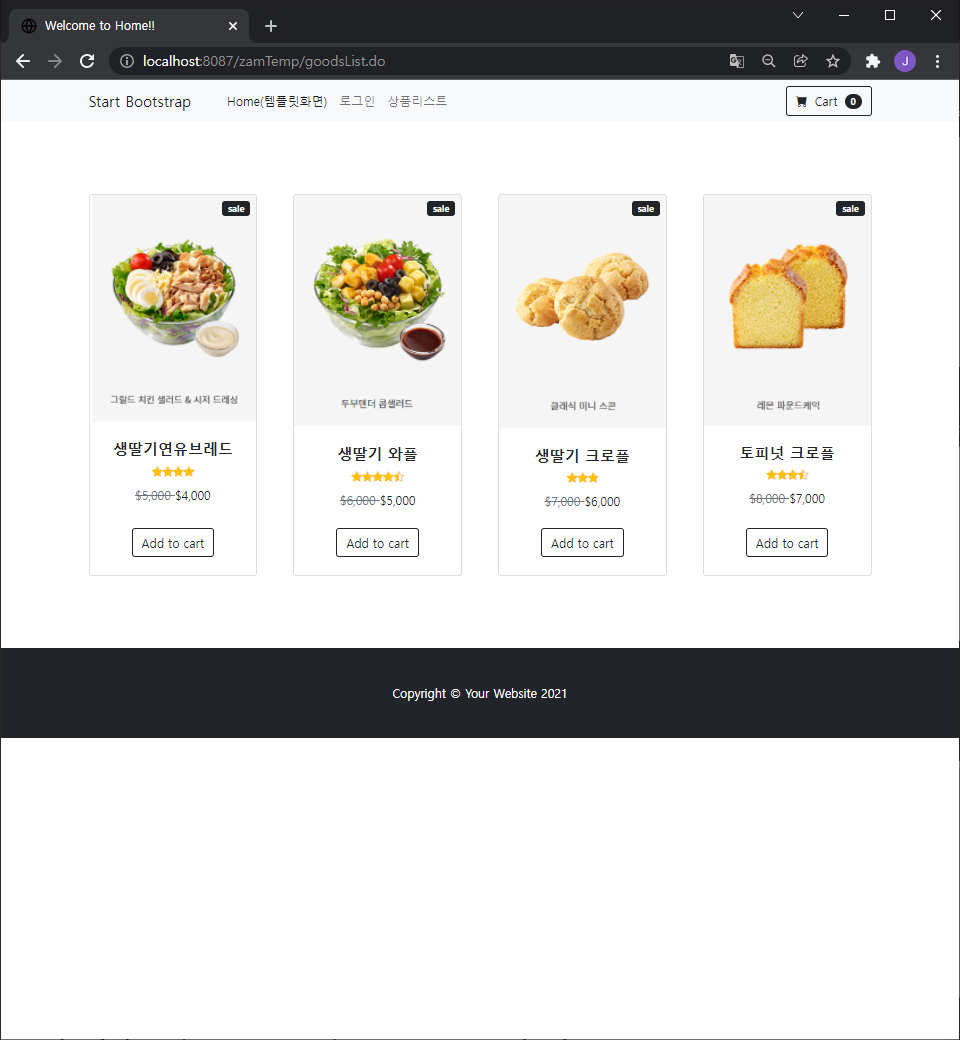 Welcome to Home!!
localhost:8087/zamTemp/goodsList.do
J
Start Bootstrap Home(템플릿화면) 로그인 상품리스트 Cart 0
sale sale sale sale
그릴드 치킨 샐러드 & 시저 드레싱 두부텐더 콥샐러드 클래식 미니 스콘 레몬 파운드케익
생딸기연유브레드 생딸기 와플 생딸기 크로플 토피넛 크로플
$5,000 $4,000 $6,000 $5,000 $7,000 $6,000 $8,000 $7,000
Add to cart Add to cart Add to cart Add to cart
Copyright © Your Website 2021